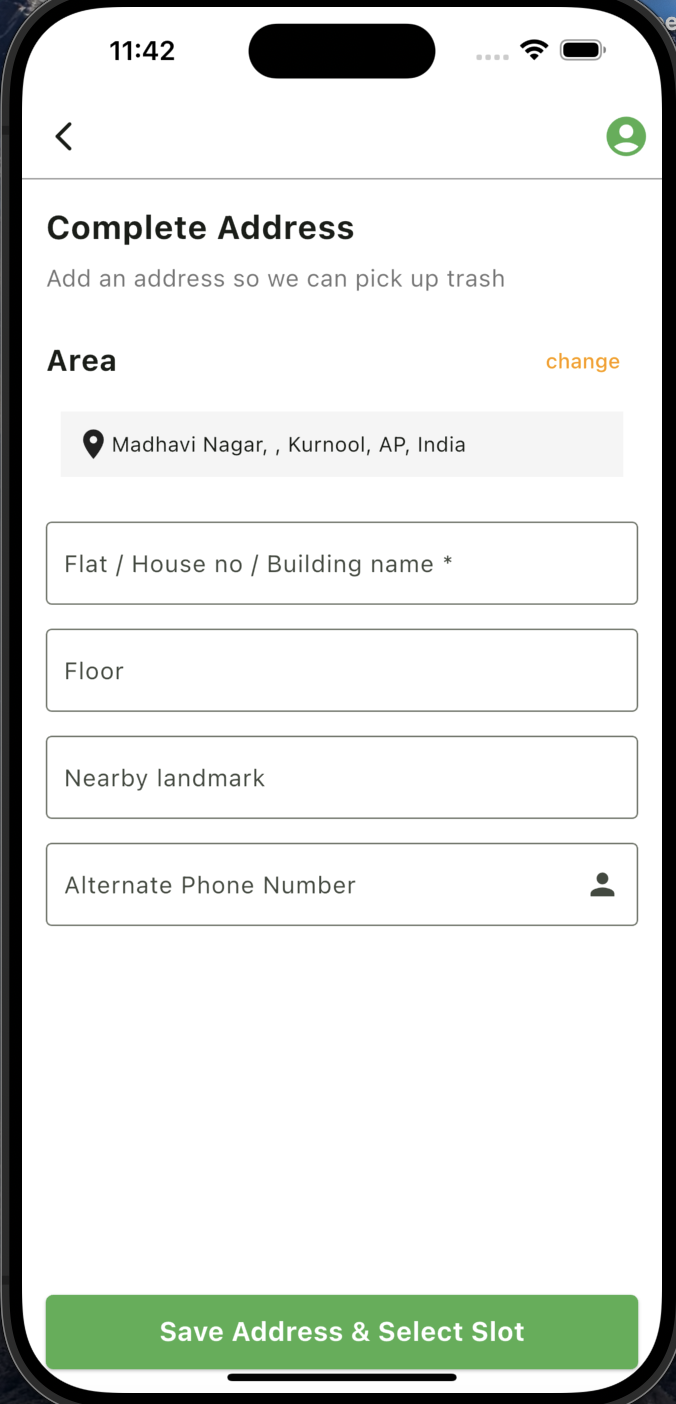 11:42
Complete Address
Add an address so we can pick up trash
Area
change
Madhavi Nagar, , Kurnool, AP, India
Flat / House no / Building name *
Floor
Nearby landmark
Alternate Phone Number
Save Address & Select Slot